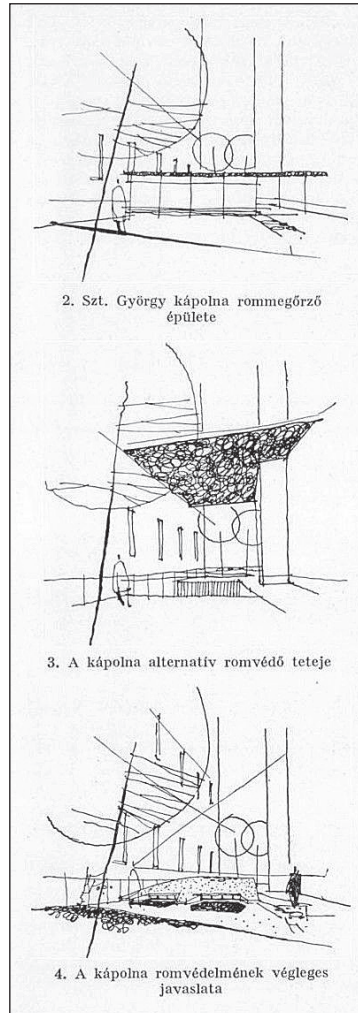 2. Szt. György kápolna rommegőrző
épülete
3. A kápolna alternatív romvédő teteje
4. A kápolna romvédelmének végleges
javaslata